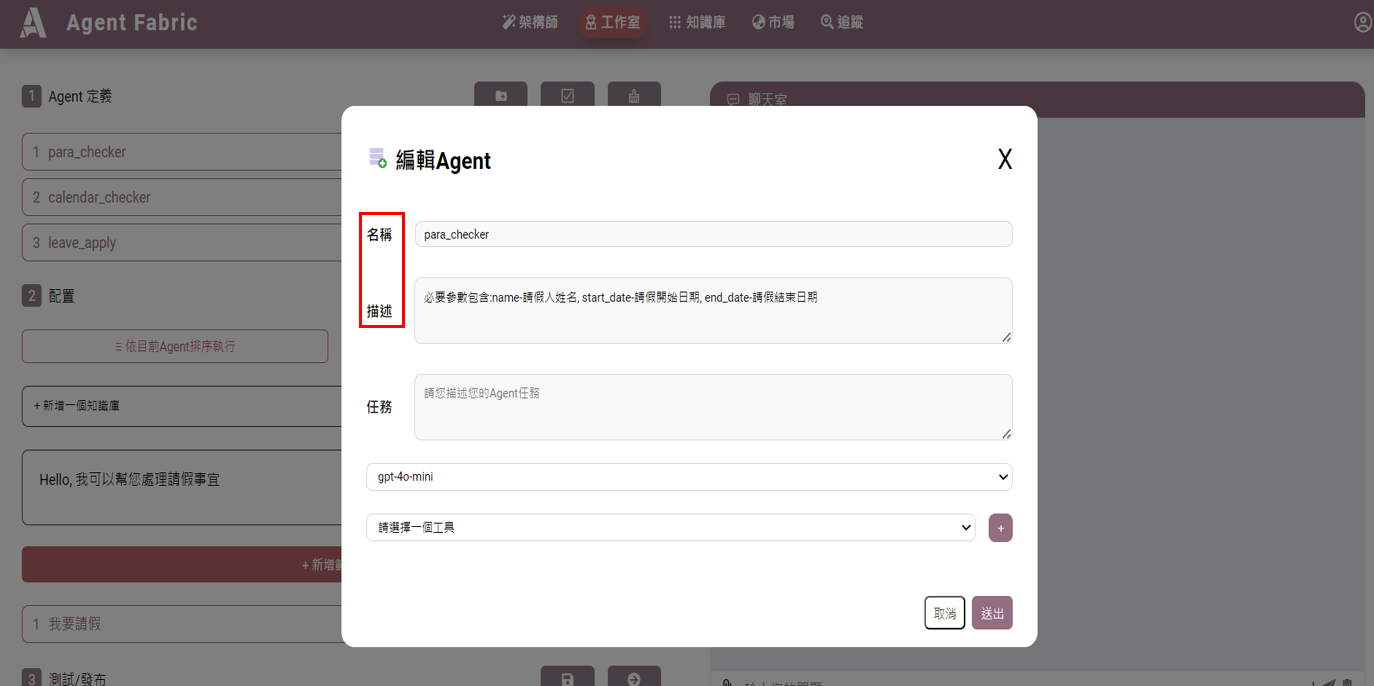 Agent Fabric
架構師
工作室
知識庫
市場
追蹤
1 Agent 定義
1 para_checker
2 calendar_checker
3 leave_apply
2 配置
依目前Agent排序執行
+ 新增一個知識庫
Hello, 我可以幫您處理請假事宜
+ 新增
1 我要請假
3 測試/發布
聊天室
編輯Agent
X
名稱
para_checker
描述
必要參數包含:name-請假人姓名, start_date-請假開始日期, end_date-請假結束日期
任務
請您描述您的Agent任務
gpt-4o-mini
請選擇一個工具
+
取消
送出